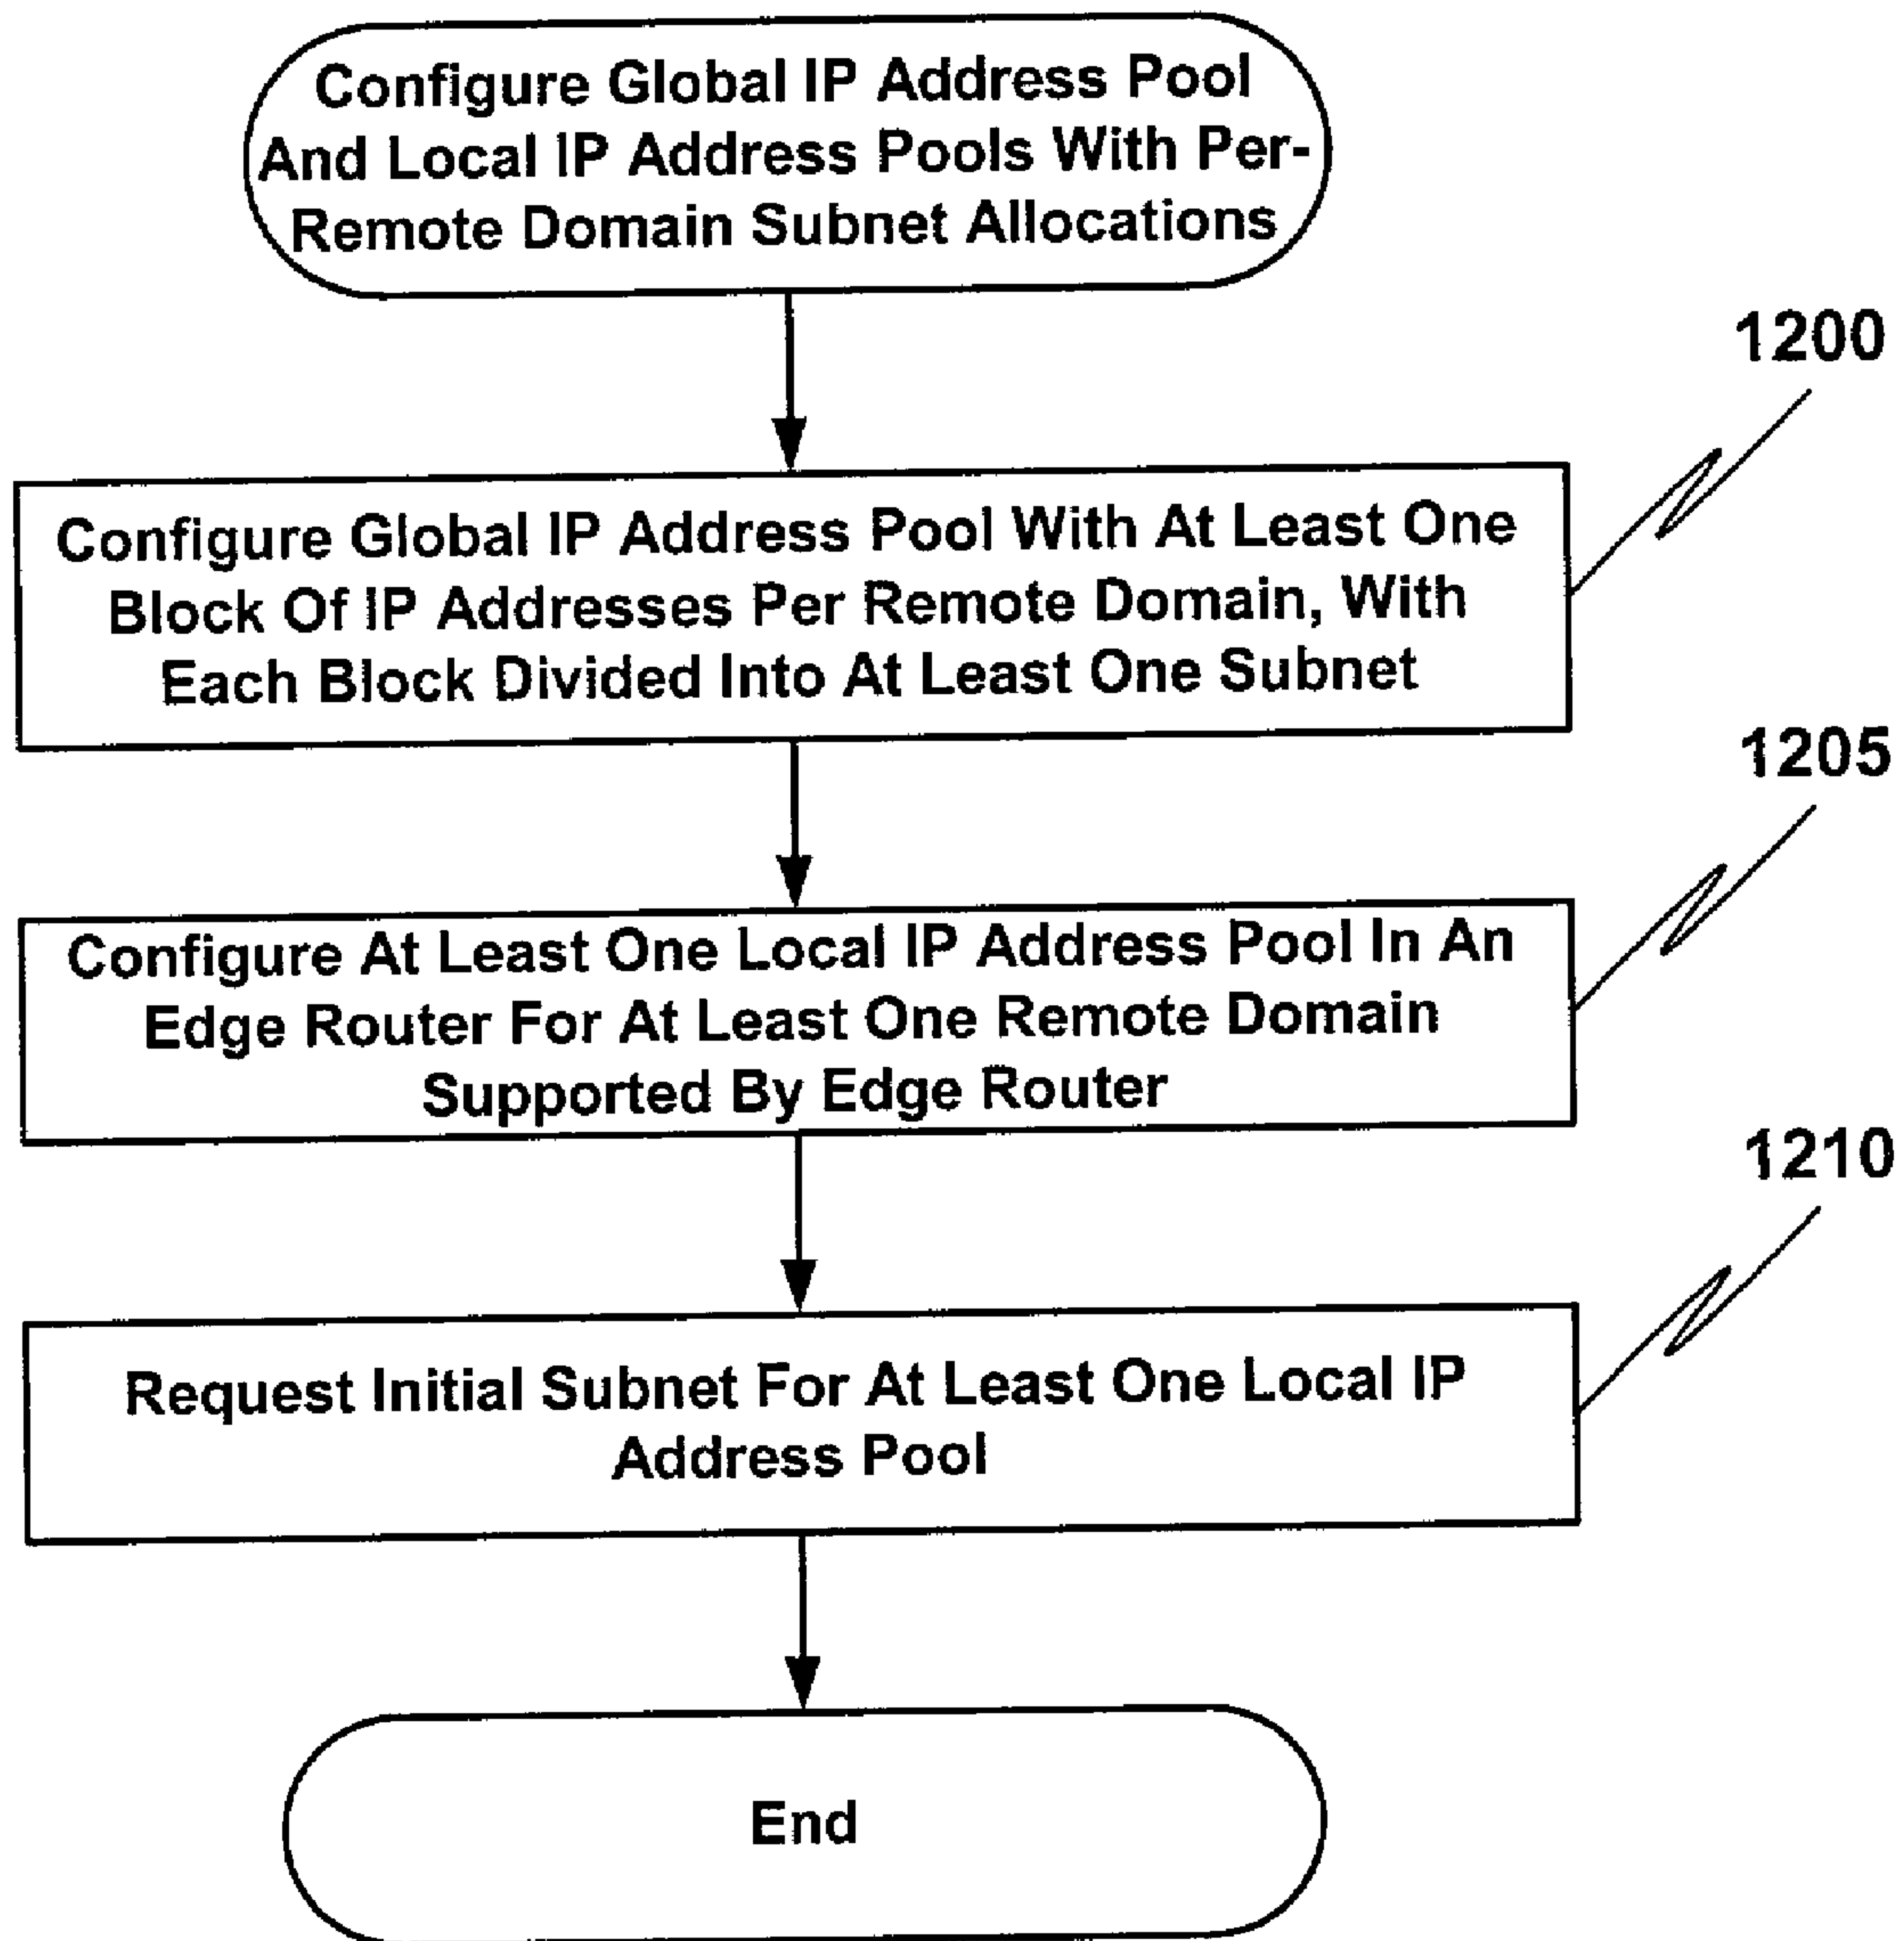 Configure Global IP Address Pool
And Local IP Address Pools With Per-
Remote Domain Subnet Allocations
1200
Configure Global IP Address Pool With At Least One
Block Of IP Addresses Per Remote Domain, With
Each Block Divided Into At Least One Subnet
1205
Configure At Least One Local IP Address Pool In An
Edge Router For At Least One Remote Domain
Supported By Edge Router
1210
Request Initial Subnet For At Least One Local IP
Address Pool
End